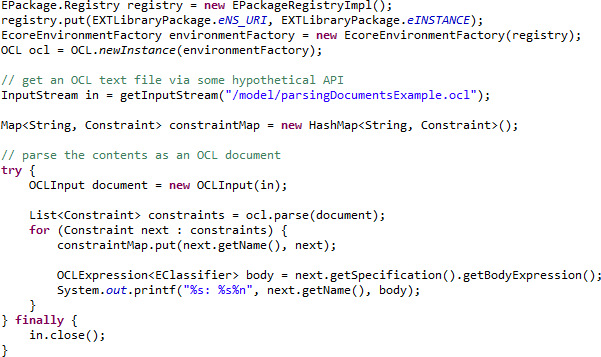 EPackage.Registry registry = new EPackageRegistryImpl();
registry.put(EXTLibraryPackage.eNS_URI, EXTLibraryPackage.eINSTANCE);
EcoreEnvironmentFactory environmentFactory = new EcoreEnvironmentFactory(registry);
OCL ocl = OCL.newInstance(environmentFactory);
// get an OCL text file via some hypothetical API
InputStream in = getInputStream("/model/parsingDocumentsExample.ocl");
Map<String, Constraint> constraintMap = new HashMap<String, Constraint>();
// parse the contents as an OCL document
try {
    OCLInput document = new OCLInput(in);
    List<Constraint> constraints = ocl.parse(document);
    for (Constraint next : constraints) {
        constraintMap.put(next.getName(), next);
        OCLExpression<EClassifier> body = next.getSpecification().getBodyExpression();
        System.out.printf("%s: %s%n", next.getName(), body);
    }
} finally {
    in.close();
}